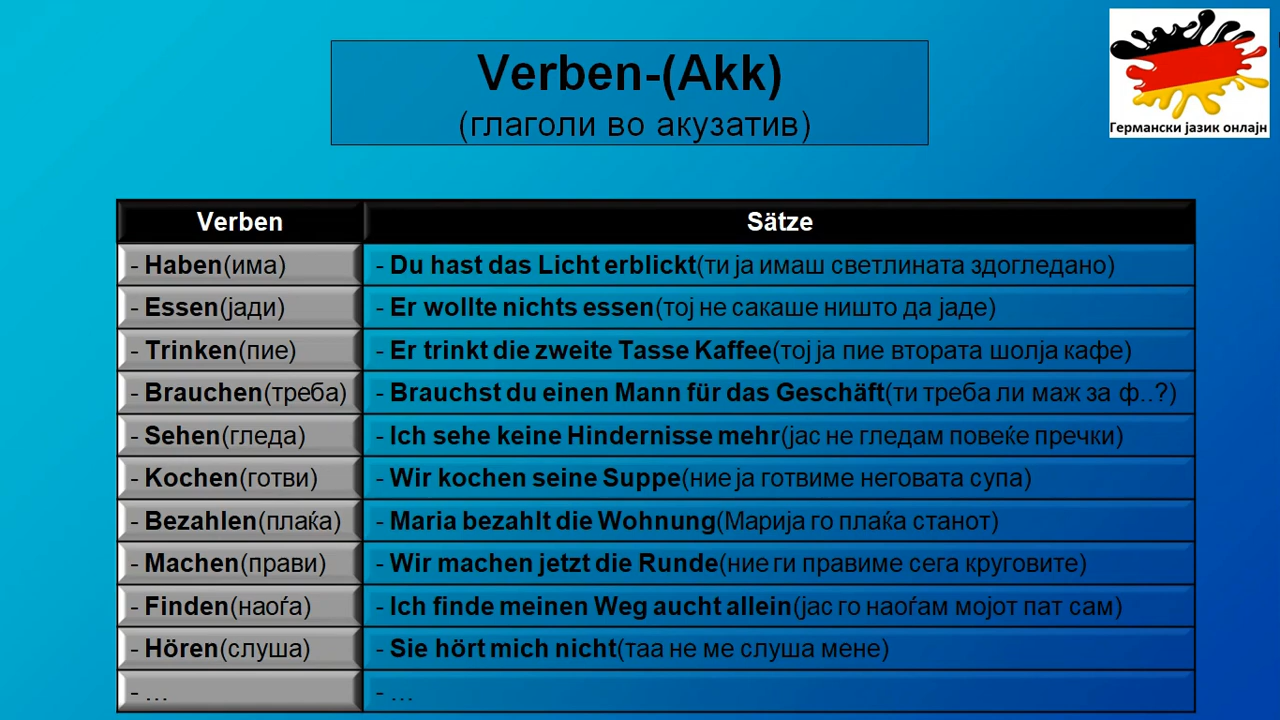 Verben-(Akk)
(глаголи во акузатив)
Германски јазик онлајн
Verben Sätze
- Haben(има) - Du hast das Licht erblickt(ти ја имаш светлината здогледано)
- Essen(јади) - Er wollte nichts essen(тој не сакаше ништо да јаде)
- Trinken(пие) - Er trinkt die zweite Tasse Kaffee(тој ја пие втората шолја кафе)
- Brauchen(треба) - Brauchst du einen Mann für das Geschäft(ти треба ли маж за ф..?)
- Sehen(гледа) - Ich sehe keine Hindernisse mehr(јас не гледам повеќе пречки)
- Kochen(готви) - Wir kochen seine Suppe(ние ја готвиме неговата супа)
- Bezahlen(плаќа) - Maria bezahlt die Wohnung(Марија го плаќа станот)
- Machen(прави) - Wir machen jetzt die Runde(ние ги правиме сега круговите)
- Finden(наоѓа) - Ich finde meinen Weg aucht allein(јас го наоѓам мојот пат сам)
- Hören(слуша) - Sie hört mich nicht(таа не ме слуша мене)
- ... - ...